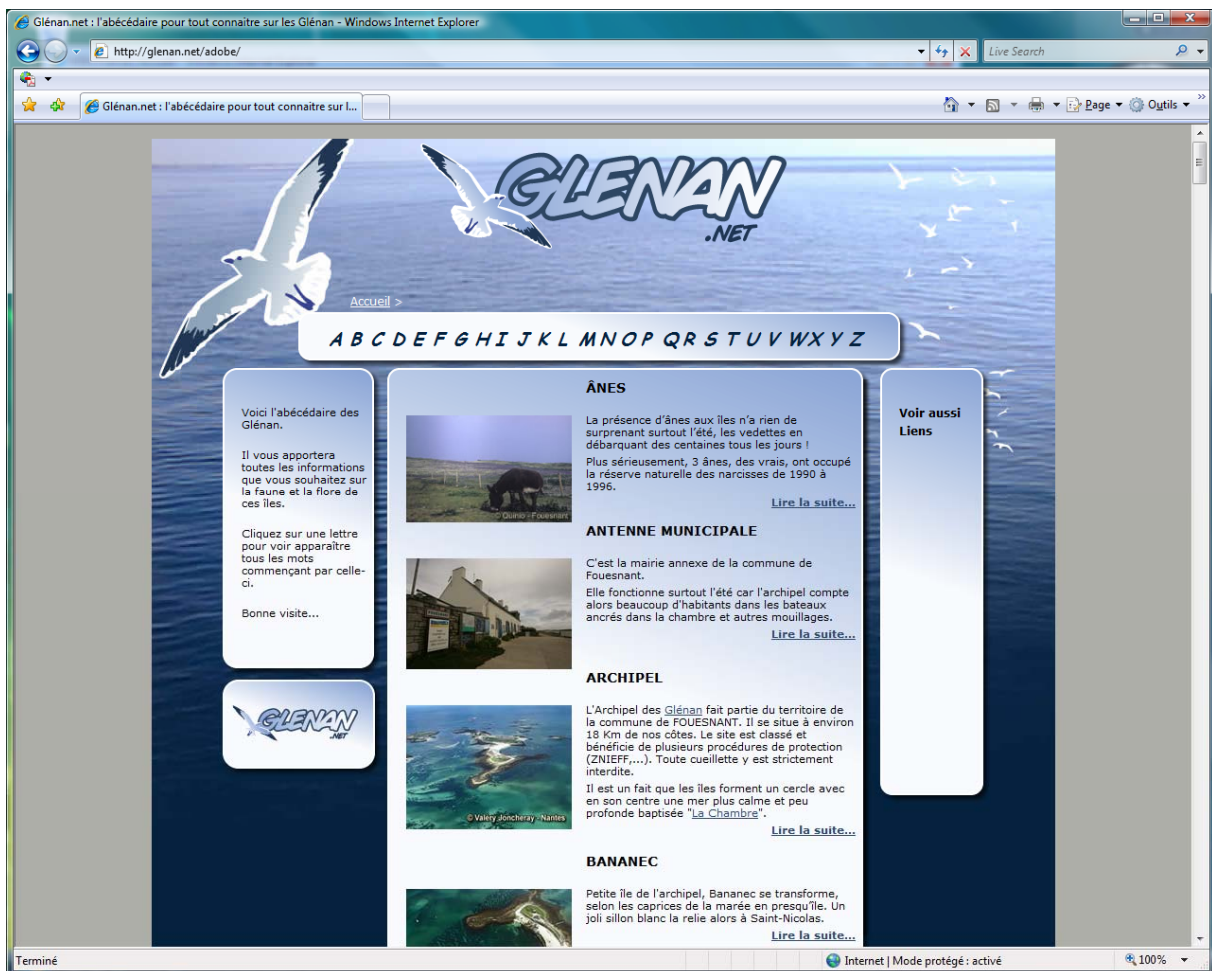 Glénan.net : l'abécédaire pour tout connaitre sur les Glénan - Windows Internet Explorer
http://glenan.net/adobe/
Live Search
Glénan.net : l'abécédaire pour tout connaitre sur l...
Page
Outils
GLENAN
.NET
Accueil >
A B C D E F G H I J K L M N O P Q R S T U V W X Y Z
Voici l'abécédaire des
Glénan.
Il vous apportera
toutes les informations
que vous souhaitez sur
la faune et la flore de
ces îles.
Cliquez sur une lettre
pour voir apparaître
tous les mots
commençant par celle-
ci.
Bonne visite...
GLENAN
.NET
ÂNES
La présence d’ânes aux îles n’a rien de
surprenant surtout l’été, les vedettes en
débarquant des centaines tous les jours !
Plus sérieusement, 3 ânes, des vrais, ont occupé
la réserve naturelle des narcisses de 1990 à
1996.
Lire la suite...
© Quinio - Fouesnant
ANTENNE MUNICIPALE
C'est la mairie annexe de la commune de
Fouesnant.
Elle fonctionne surtout l'été car l'archipel compte
alors beaucoup d'habitants dans les bateaux
ancrés dans la chambre et autres mouillages.
Lire la suite...
ARCHIPEL
L'Archipel des Glénan fait partie du territoire de
la commune de FOUESNANT. Il se situe à environ
18 Km de nos côtes. Le site est classé et
bénéficie de plusieurs procédures de protection
(ZNIEFF,...). Toute cueillette y est strictement
interdite.
Il est un fait que les îles forment un cercle avec
en son centre une mer plus calme et peu
profonde baptisée "La Chambre".
Lire la suite...
© Valery Joncheray - Nantes
BANANEC
Petite île de l'archipel, Bananec se transforme,
selon les caprices de la marée en presqu’île. Un
joli sillon blanc la relie alors à Saint-Nicolas.
Lire la suite...
Voir aussi
Liens
Terminé
Internet | Mode protégé : activé
100%